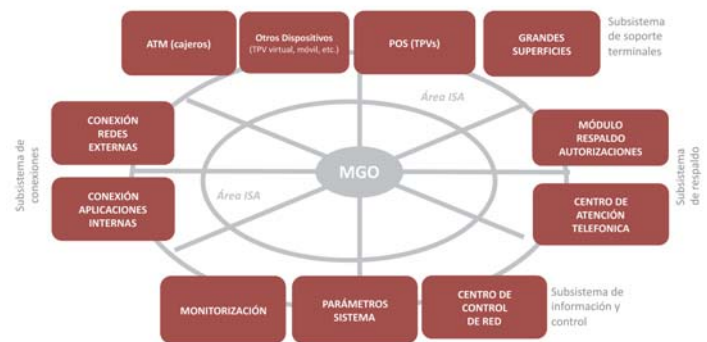 ATM (cajeros)
Otros Dispositivos
(TPV virtual, móvil, etc.)
POS (TPVs)
GRANDES
SUPERFICIES
Subsistema
de soporte
terminales
Área ISA
CONEXIÓN
REDES
EXTERNAS
MÓDULO
RESPALDO
AUTORIZACIONES
Subsistema de
conexiones
MGO
Subsistema
de respaldo
CONEXIÓN
APLICACIONES
INTERNAS
Área ISA
CENTRO DE
ATENCIÓN
TELEFONICA
MONITORIZACIÓN
PARÁMETROS
SISTEMA
CENTRO DE
CONTROL
DE RED
Subsistema de
información y
control